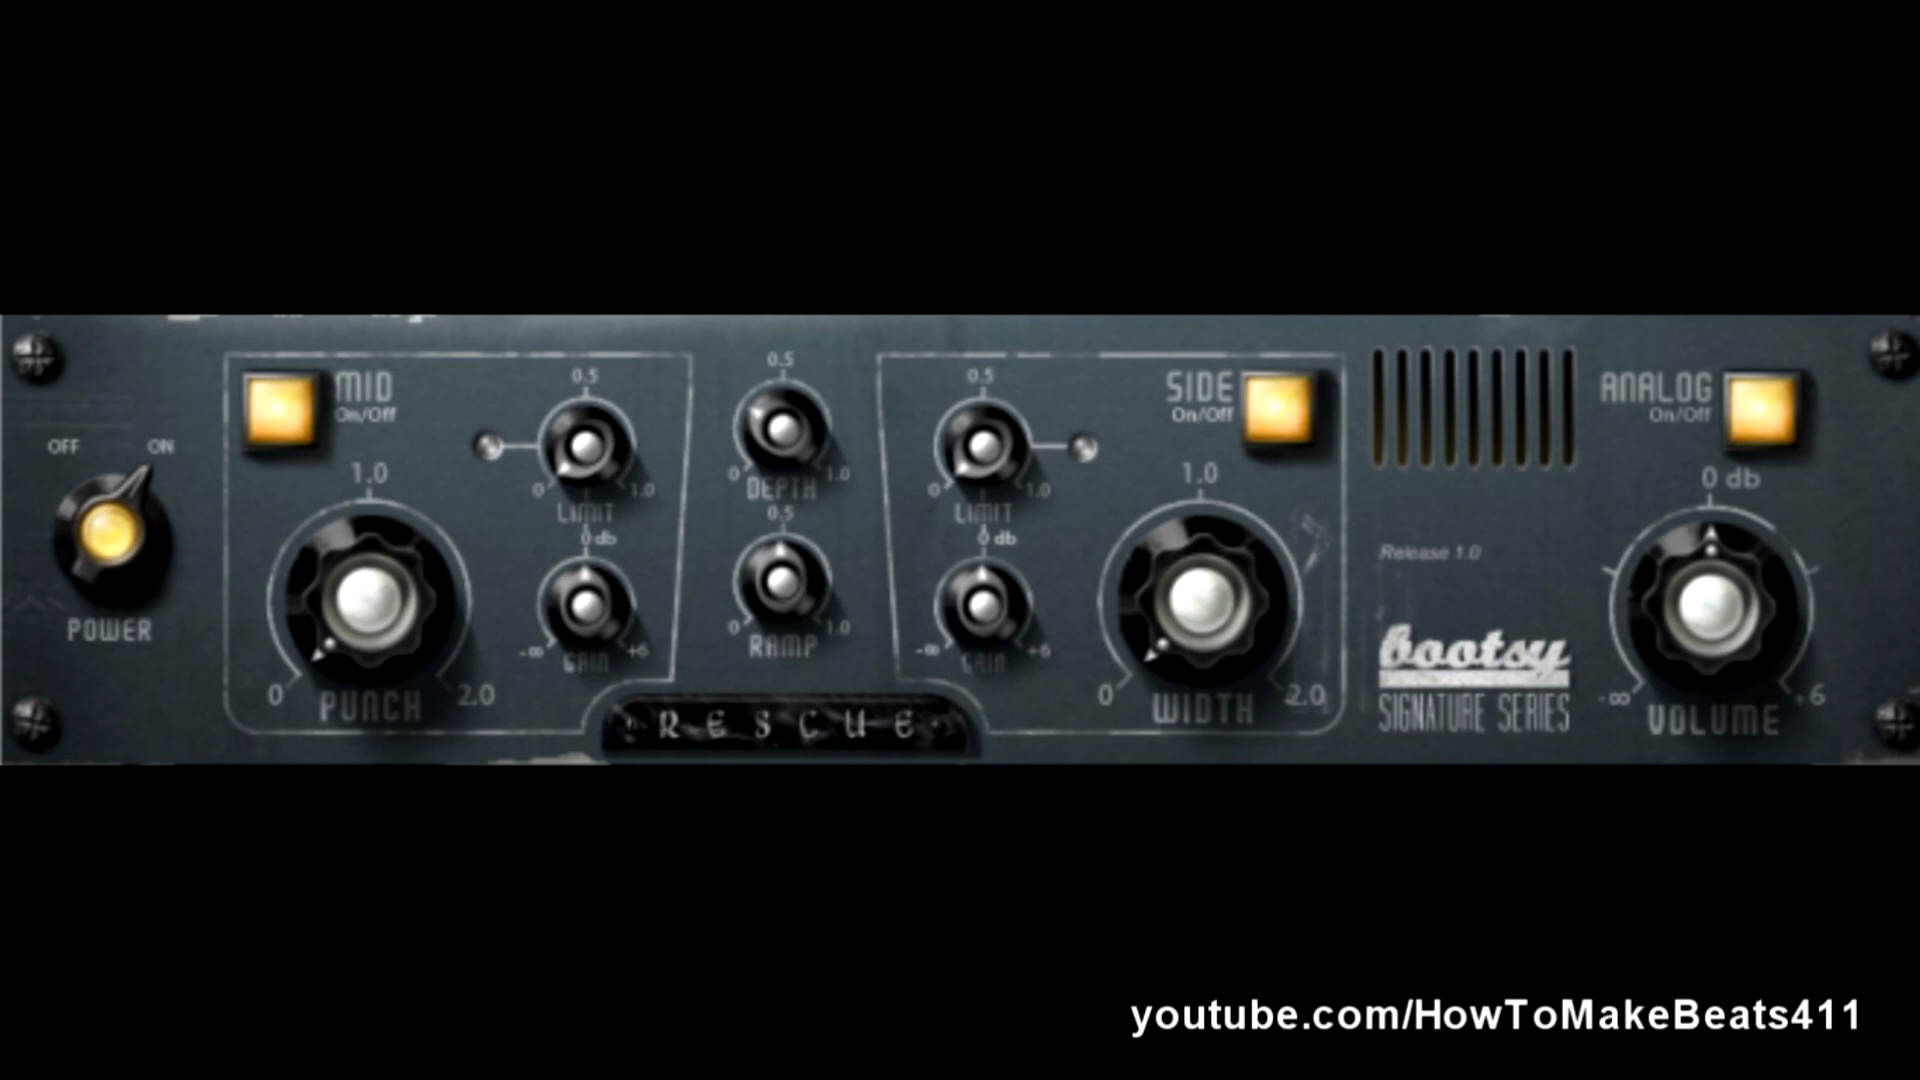 OFF ON
POWER
MID
On/Off
1.0
0 2.0
PUNCH
0.5
0 1.0
LIMIT
0 db
-∞ +6
GAIN
0.5
0 1.0
DEPTH
0.5
0 1.0
RAMP
RESCUE
0.5
0 1.0
LIMIT
0 db
-∞ +6
GAIN
SIDE
On/Off
1.0
0 2.0
WIDTH
Release 1.0
bootsy
SIGNATURE SERIES
ANALOG
On/Off
0 db
-∞ +6
VOLUME
youtube.com/HowToMakeBeats411